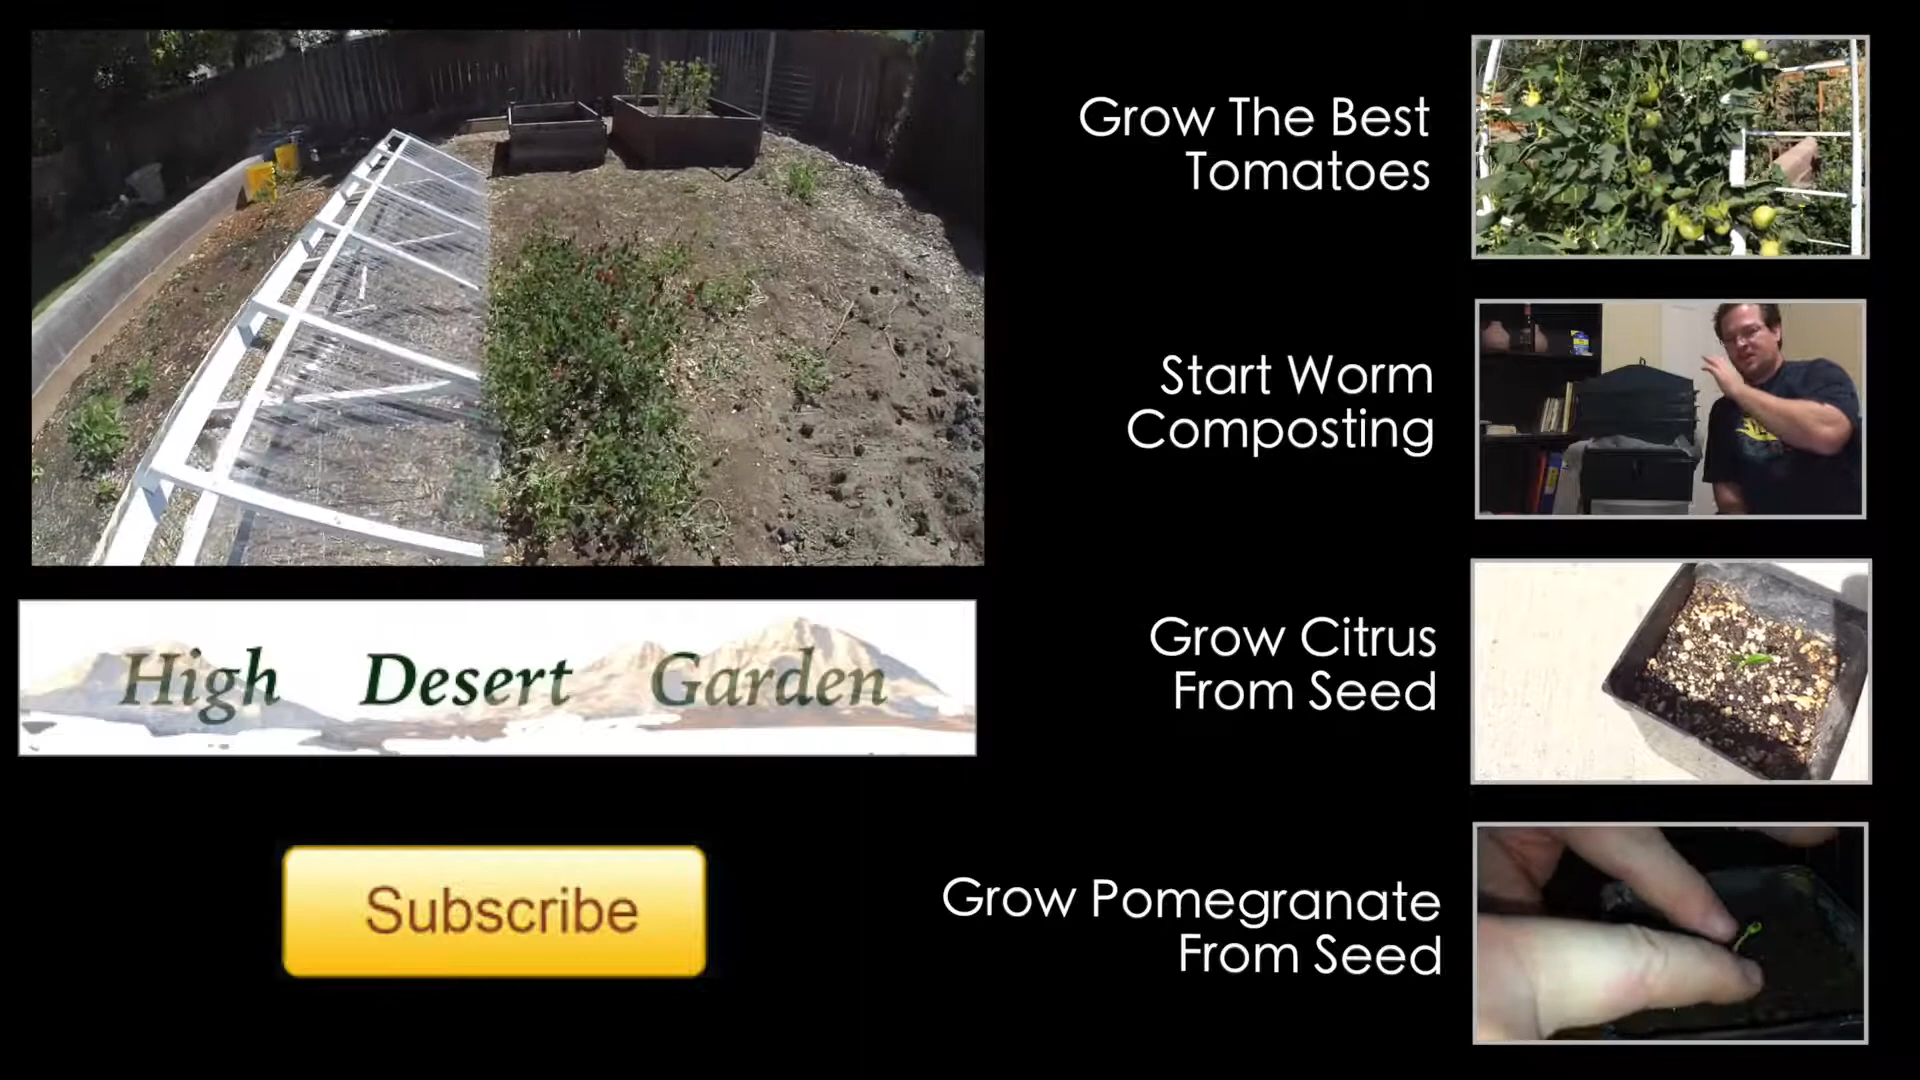 Grow The Best
Tomatoes
Start Worm
Composting
Grow Citrus
From Seed
High Desert Garden
Subscribe
Grow Pomegranate
From Seed